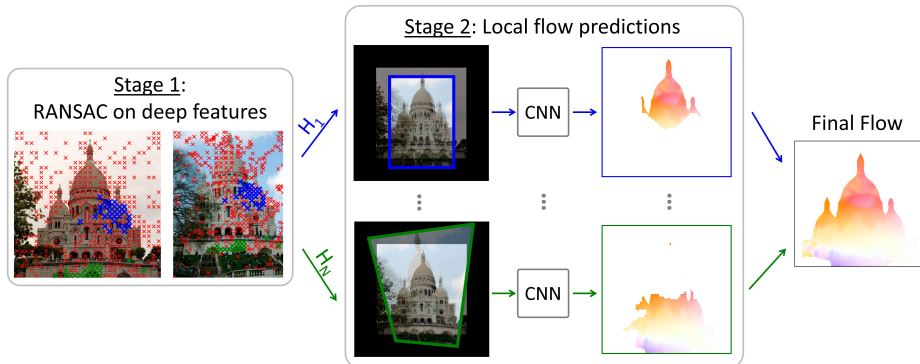 Stage 1:
RANSAC on deep features
H1
HN
Stage 2: Local flow predictions
CNN
CNN
Final Flow